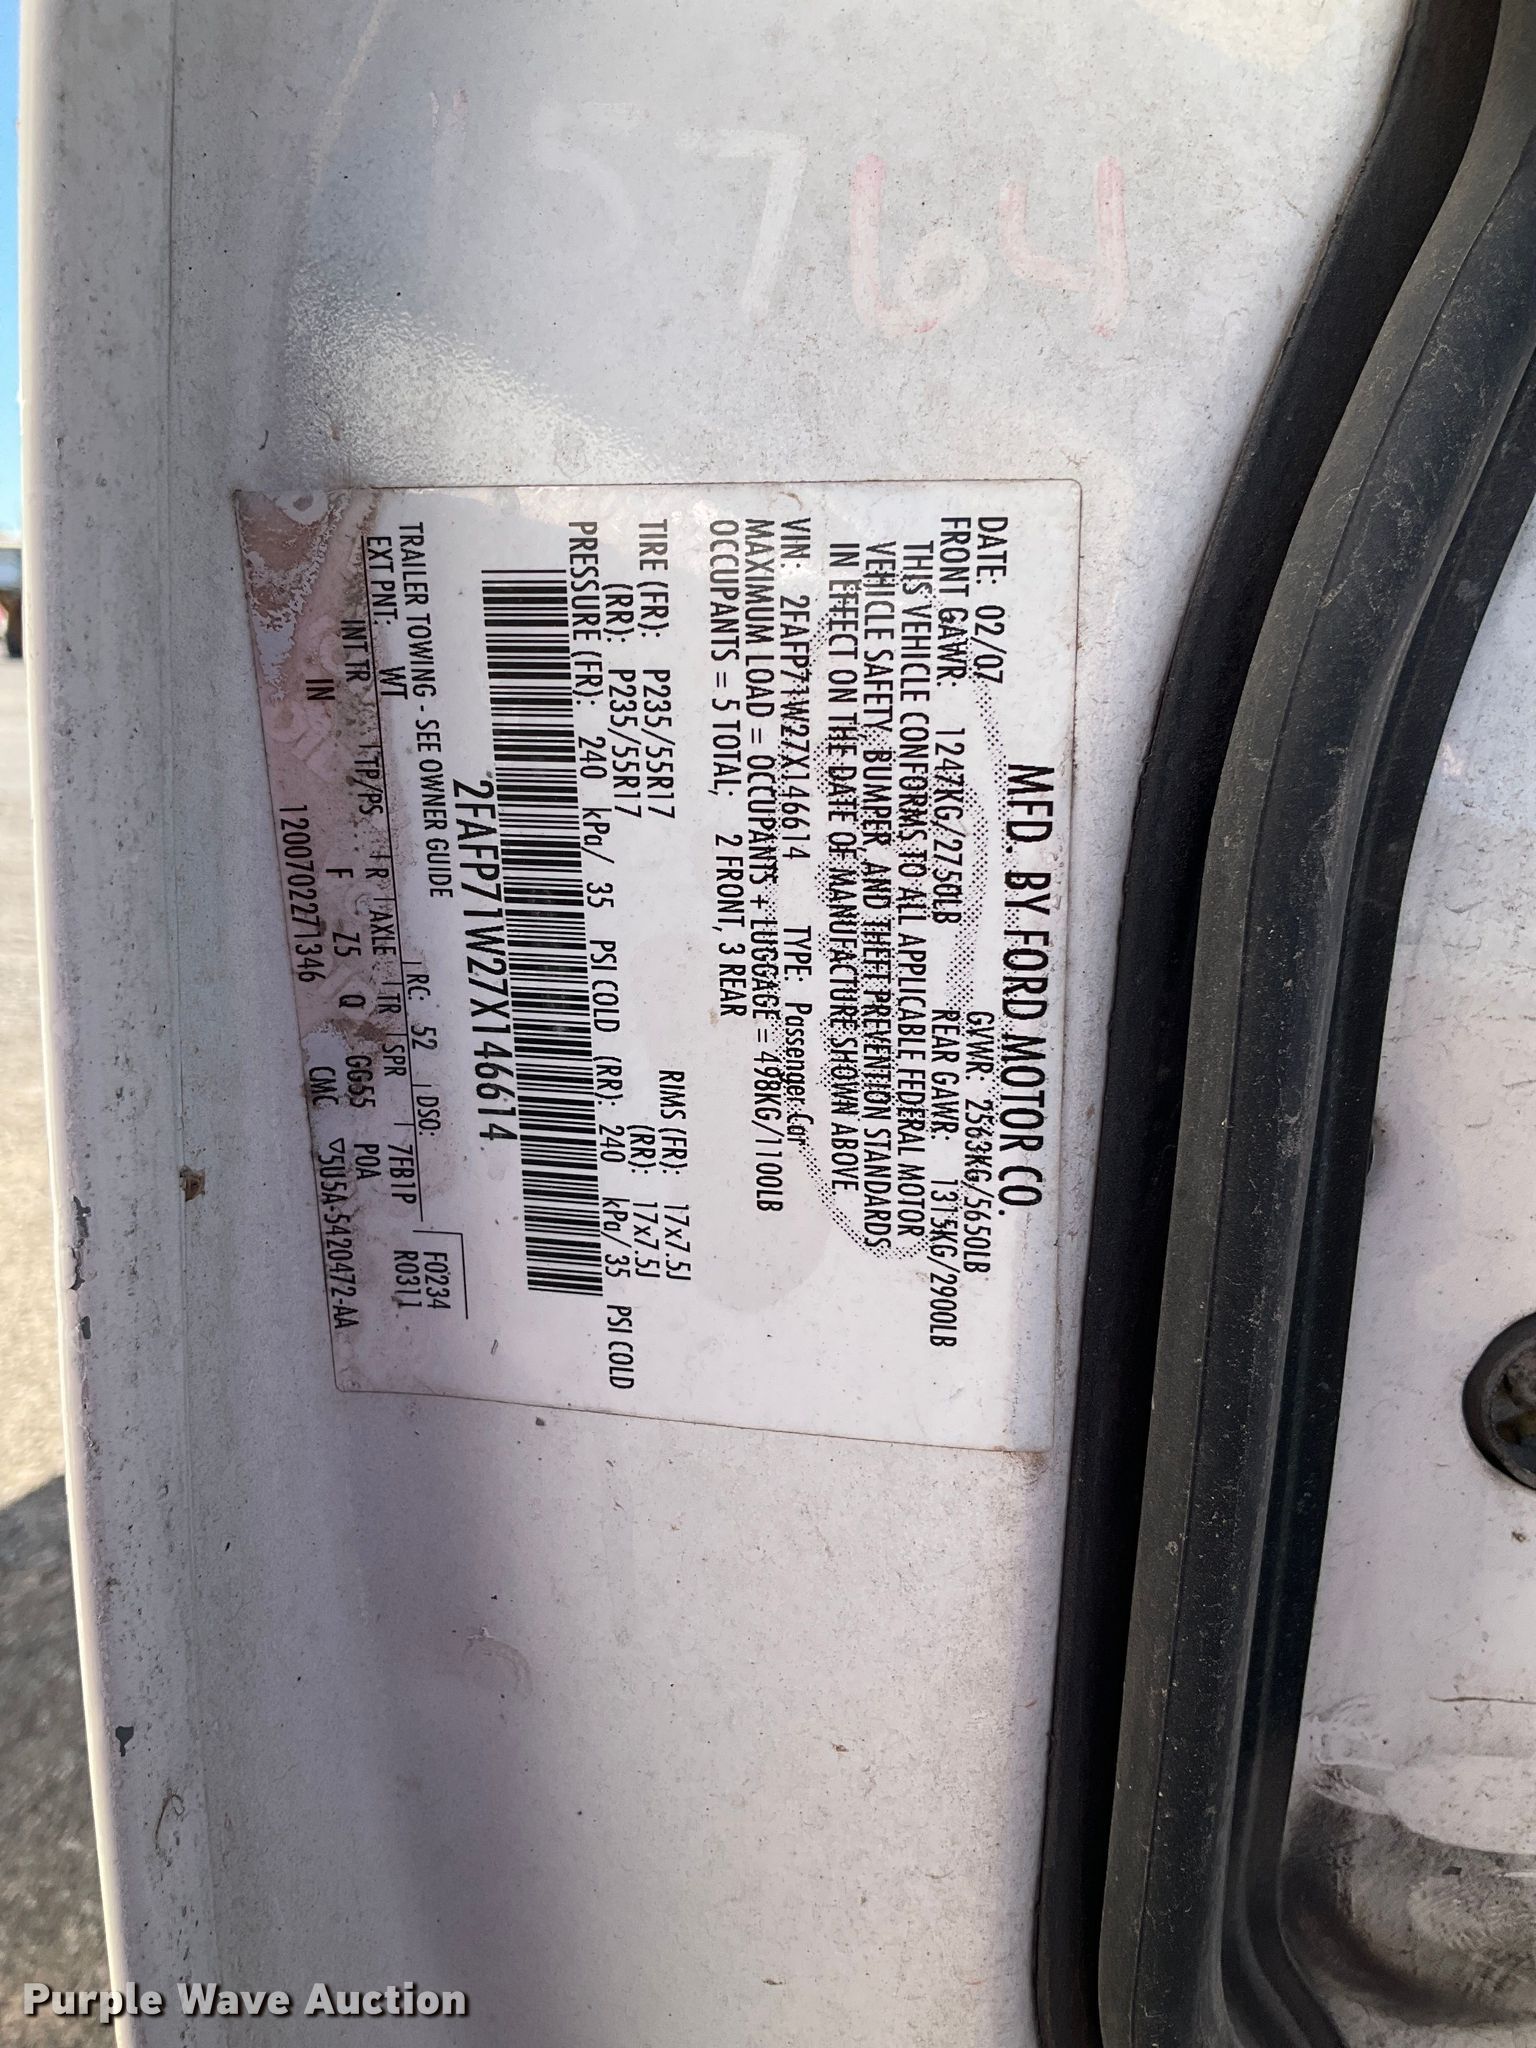 15764
MFD. BY FORD MOTOR CO.
DATE: 02/07 GVWR: 2563KG/5650LB
FRONT GAWR: 1247KG/2750LB REAR GAWR: 1315KG/2900LB
THIS VEHICLE CONFORMS TO ALL APPLICABLE FEDERAL MOTOR
VEHICLE SAFETY, BUMPER, AND THEFT PREVENTION STANDARDS
IN EFFECT ON THE DATE OF MANUFACTURE SHOWN ABOVE.
VIN: 2FAFP71W27X146614 TYPE: Passenger Car
MAXIMUM LOAD = OCCUPANTS + LUGGAGE = 498KG/1100LB
OCCUPANTS = 5 TOTAL, 2 FRONT, 3 REAR
TIRE (FR): P235/55R17 RIMS (FR): 17x7.5J
(RR): P235/55R17 (RR): 17x7.5J
PRESSURE (FR): 240 kPa/ 35 PSI COLD (RR): 240 kPa/35 PSI COLD
2FAFP71W27X146614
TRAILER TOWING - SEE OWNER GUIDE F0234
R0311
EXT PNT: WT RC: 52 DSO: 7FB1P
INT TR TP/PS R AXLE TR SPR
IN F Z5 Q GG55 POA
1200702271346 CMC ▽5U5A-5420472-AA
Purple Wave Auction